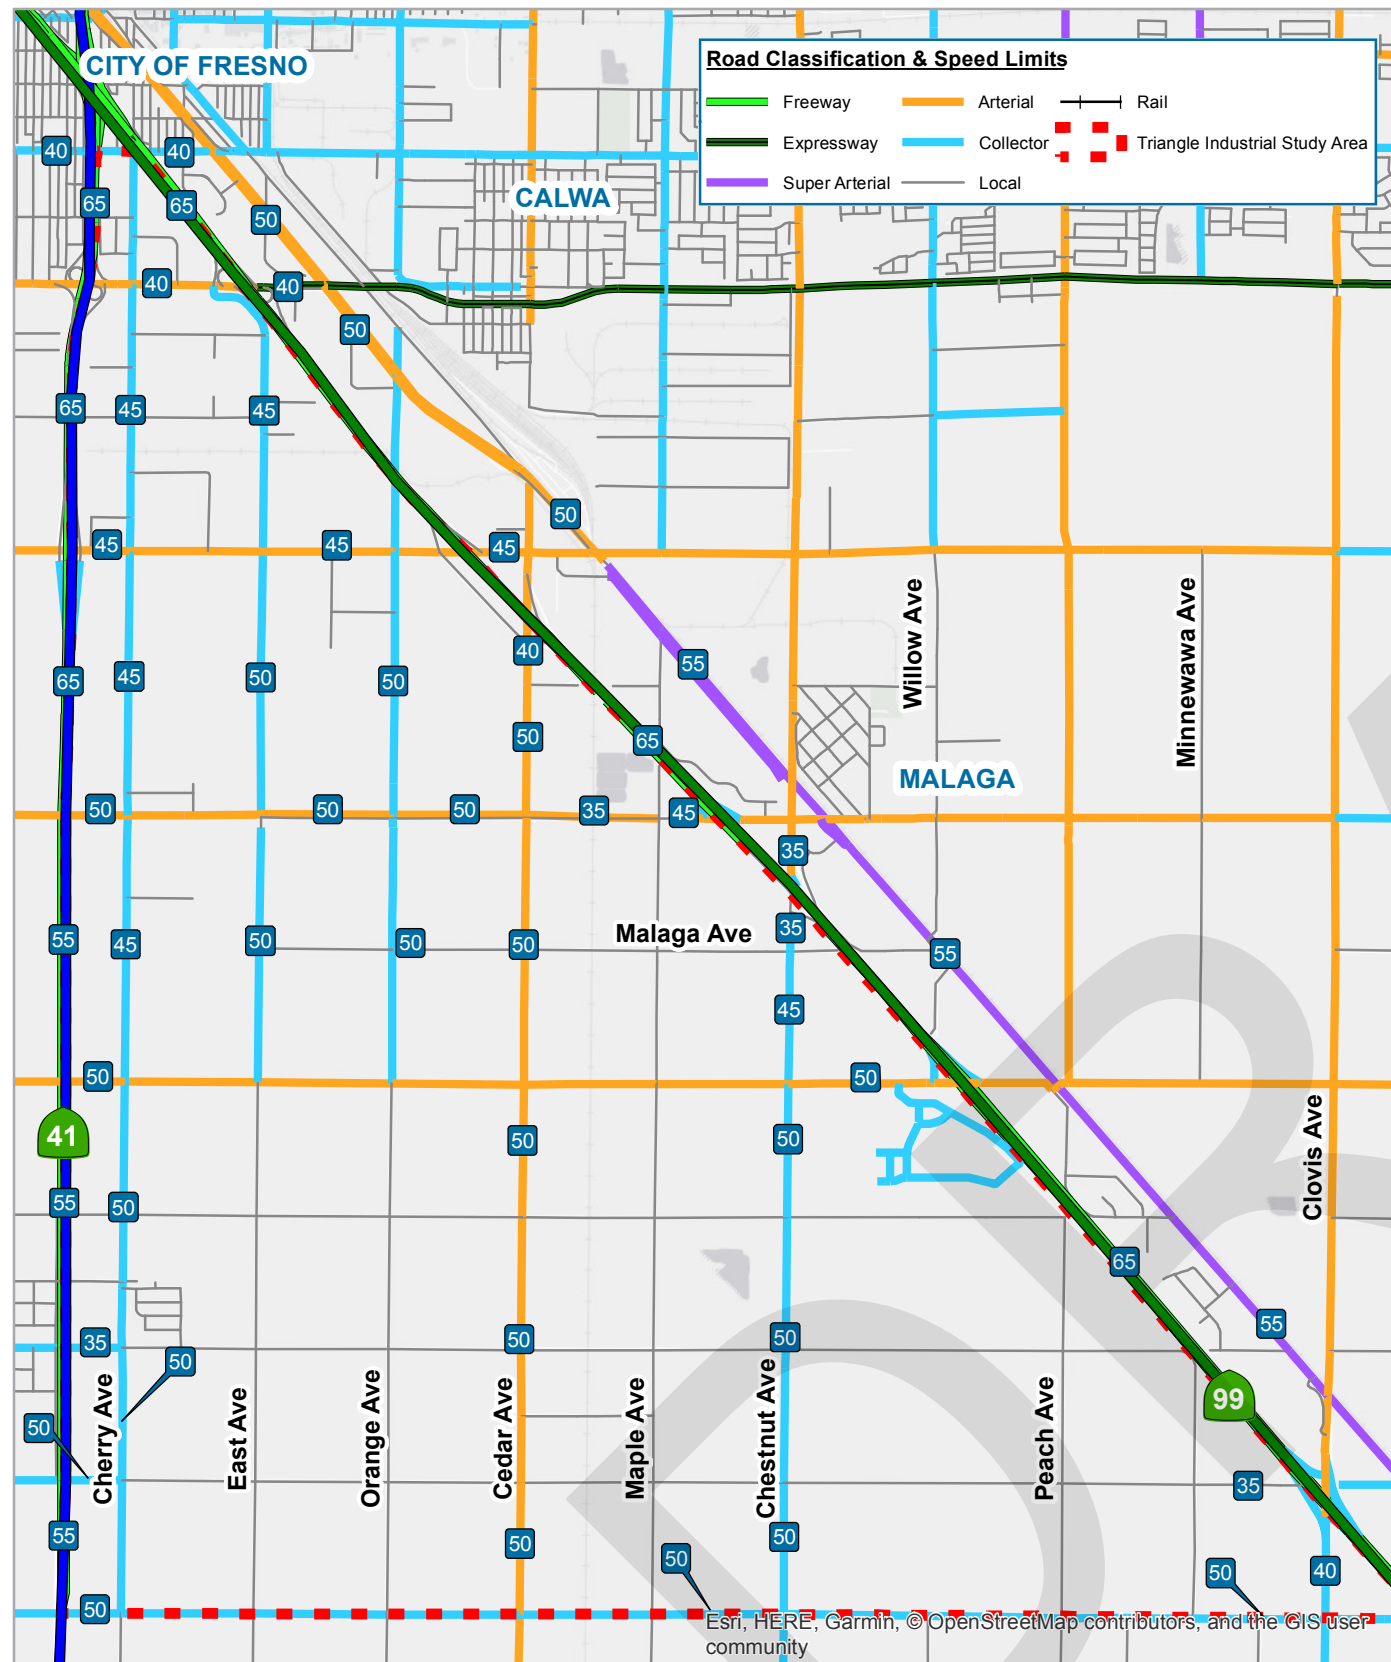 CITY OF FRESNO
Road Classification & Speed Limits
Freeway
Arterial
Rail
Expressway
Collector
Triangle Industrial Study Area
Super Arterial
Local
40
40
CALWA
65
65
50
40
40
50
65
45
45
50
45
45
45
Willow Ave
Minnewawa Ave
40
55
65
45
50
50
50
65
MALAGA
50
50
50
35
45
35
35
Malaga Ave
55
45
50
50
50
55
45
50
50
41
50
50
Clovis Ave
55
50
65
55
35
50
50
50
50
99
Cherry Ave
East Ave
Orange Ave
Cedar Ave
Maple Ave
Chestnut Ave
Peach Ave
35
55
50
50
50
50
40
50
Esri, HERE, Garmin, © OpenStreetMap contributors, and the GIS user
community